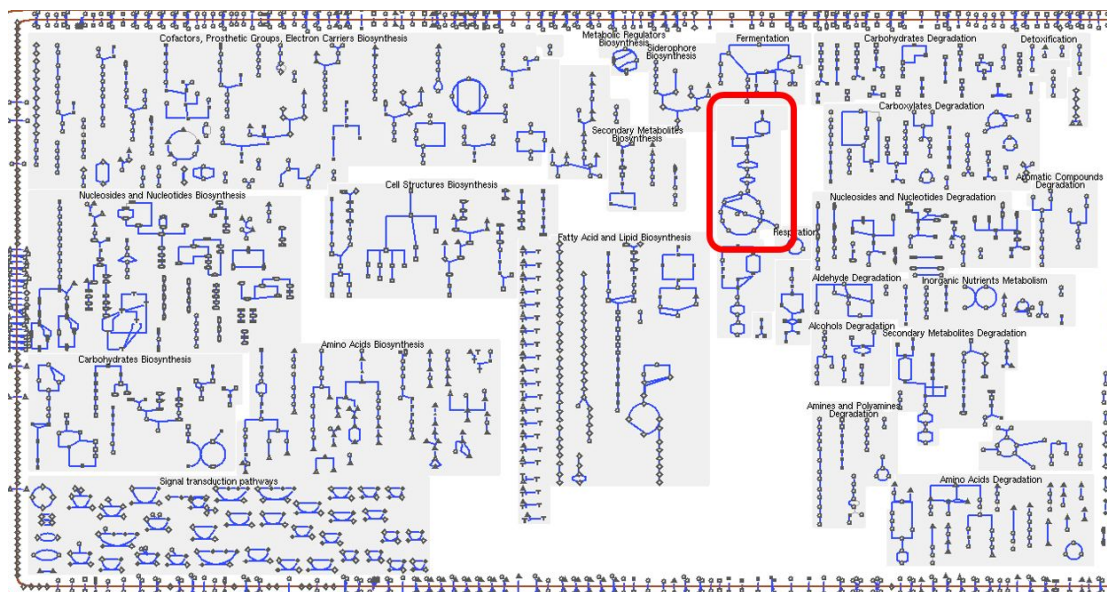 Cofactors, Prosthetic Groups, Electron Carriers Biosynthesis
Metabolic Regulators
Biosynthesis
Siderophore
Biosynthesis
Fermentation
Carbohydrates Degradation
Detoxification
Carboxylates Degradation
Secondary Metabolites
Biosynthesis
Aromatic Compounds
Degradation
Nucleosides and Nucleotides Biosynthesis
Cell Structures Biosynthesis
Nucleosides and Nucleotides Degradation
Fatty Acid and Lipid Biosynthesis
Respiration
Aldehyde Degradation
Inorganic Nutrients Metabolism
Alcohols Degradation
Secondary Metabolites Degradation
Carbohydrates Biosynthesis
Amino Acids Biosynthesis
Amines and Polyamines
Degradation
Signal transduction pathways
Amino Acids Degradation